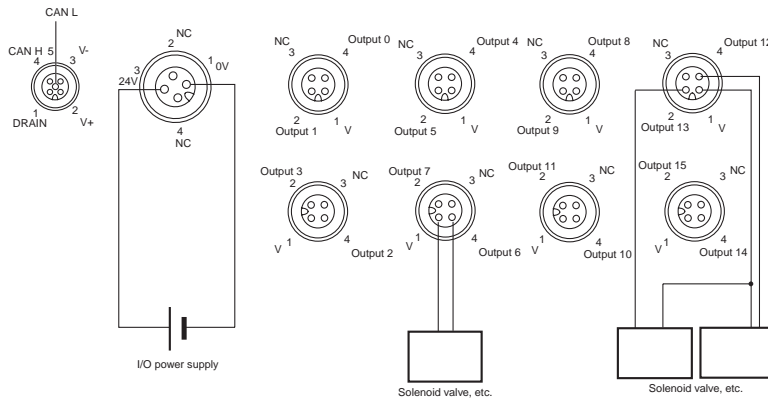 CAN L
CAN H 5 V-
4 3
1 2
DRAIN V+
NC
2
3 1 0V
24V
4
NC
I/O power supply
NC Output 0
3 4
2 1
Output 1 V
NC Output 4
3 4
2 1
Output 5 V
NC Output 8
3 4
2 1
Output 9 V
NC Output 12
3 4
2 1
Output 13 V
Output 3
2 3 NC
1 4
V Output 2
Output 7
2 3 NC
1 4
V Output 6
Output 11
2 3 NC
1 4
V Output 10
Output 15
2 3 NC
1 4
V Output 14
Solenoid valve, etc.
Solenoid valve, etc.